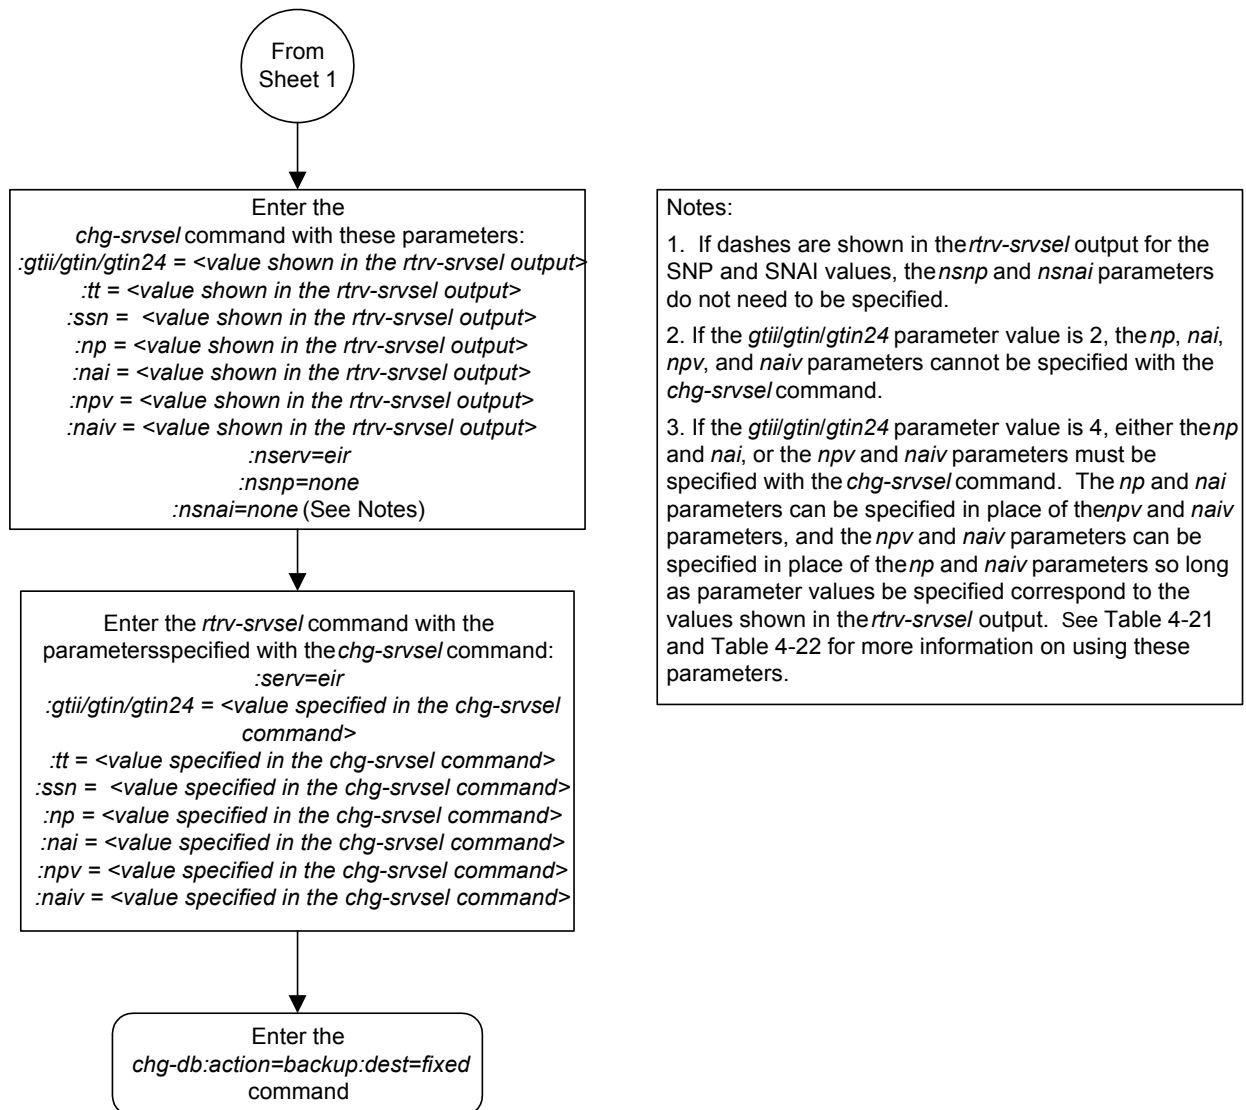 From
Sheet 1
Enter the
chg-srvsel command with these parameters:
:gtii/gtin/gtin24 = <value shown in the rtrv-srvsel output>
:tt = <value shown in the rtrv-srvsel output>
:ssn =  <value shown in the rtrv-srvsel output>
:np = <value shown in the rtrv-srvsel output>
:nai = <value shown in the rtrv-srvsel output>
:npv = <value shown in the rtrv-srvsel output>
:naiv = <value shown in the rtrv-srvsel output>
:nserv=eir
:nsnp=none
:nsnai=none (See Notes)
Enter the rtrv-srvsel command with the
parametersspecified with the chg-srvsel command:
:serv=eir
:gtii/gtin/gtin24 = <value specified in the chg-srvsel
command>
:tt = <value specified in the chg-srvsel command>
:ssn =  <value specified in the chg-srvsel command>
:np = <value specified in the chg-srvsel command>
:nai = <value specified in the chg-srvsel command>
:npv = <value specified in the chg-srvsel command>
:naiv = <value specified in the chg-srvsel command>
Enter the
chg-db:action=backup:dest=fixed
command
Notes:
1.  If dashes are shown in the rtrv-srvsel output for the
SNP and SNAI values, the nsnp and nsnai parameters
do not need to be specified.
2. If the gtii/gtin/gtin24 parameter value is 2, the np, nai,
npv, and naiv parameters cannot be specified with the
chg-srvsel command.
3. If the gtii/gtin/gtin24 parameter value is 4, either the np
and nai, or the npv and naiv parameters must be
specified with the chg-srvsel command.  The np and nai
parameters can be specified in place of the npv and naiv
parameters, and the npv and naiv parameters can be
specified in place of the np and naiv parameters so long
as parameter values be specified correspond to the
values shown in the rtrv-srvsel output.  See Table 4-21
and Table 4-22 for more information on using these
parameters.